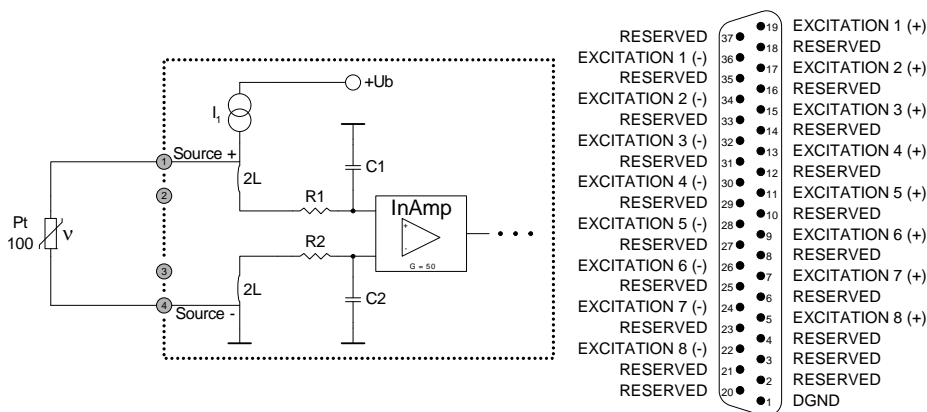 +Ub
I1
1 Source +
C1
2L
2
R1
InAmp
+
-
G = 50
Pt
100
ν
R2
3
2L
C2
4
Source -
RESERVED 37
EXCITATION 1 (-) 36
RESERVED 35
EXCITATION 2 (-) 34
RESERVED 33
EXCITATION 3 (-) 32
RESERVED 31
EXCITATION 4 (-) 30
RESERVED 29
EXCITATION 5 (-) 28
RESERVED 27
EXCITATION 6 (-) 26
RESERVED 25
EXCITATION 7 (-) 24
RESERVED 23
EXCITATION 8 (-) 22
RESERVED 21
RESERVED 20
19 EXCITATION 1 (+)
18 RESERVED
17 EXCITATION 2 (+)
16 RESERVED
15 EXCITATION 3 (+)
14 RESERVED
13 EXCITATION 4 (+)
12 RESERVED
11 EXCITATION 5 (+)
10 RESERVED
9 EXCITATION 6 (+)
8 RESERVED
7 EXCITATION 7 (+)
6 RESERVED
5 EXCITATION 8 (+)
4 RESERVED
3 RESERVED
2 RESERVED
1 DGND